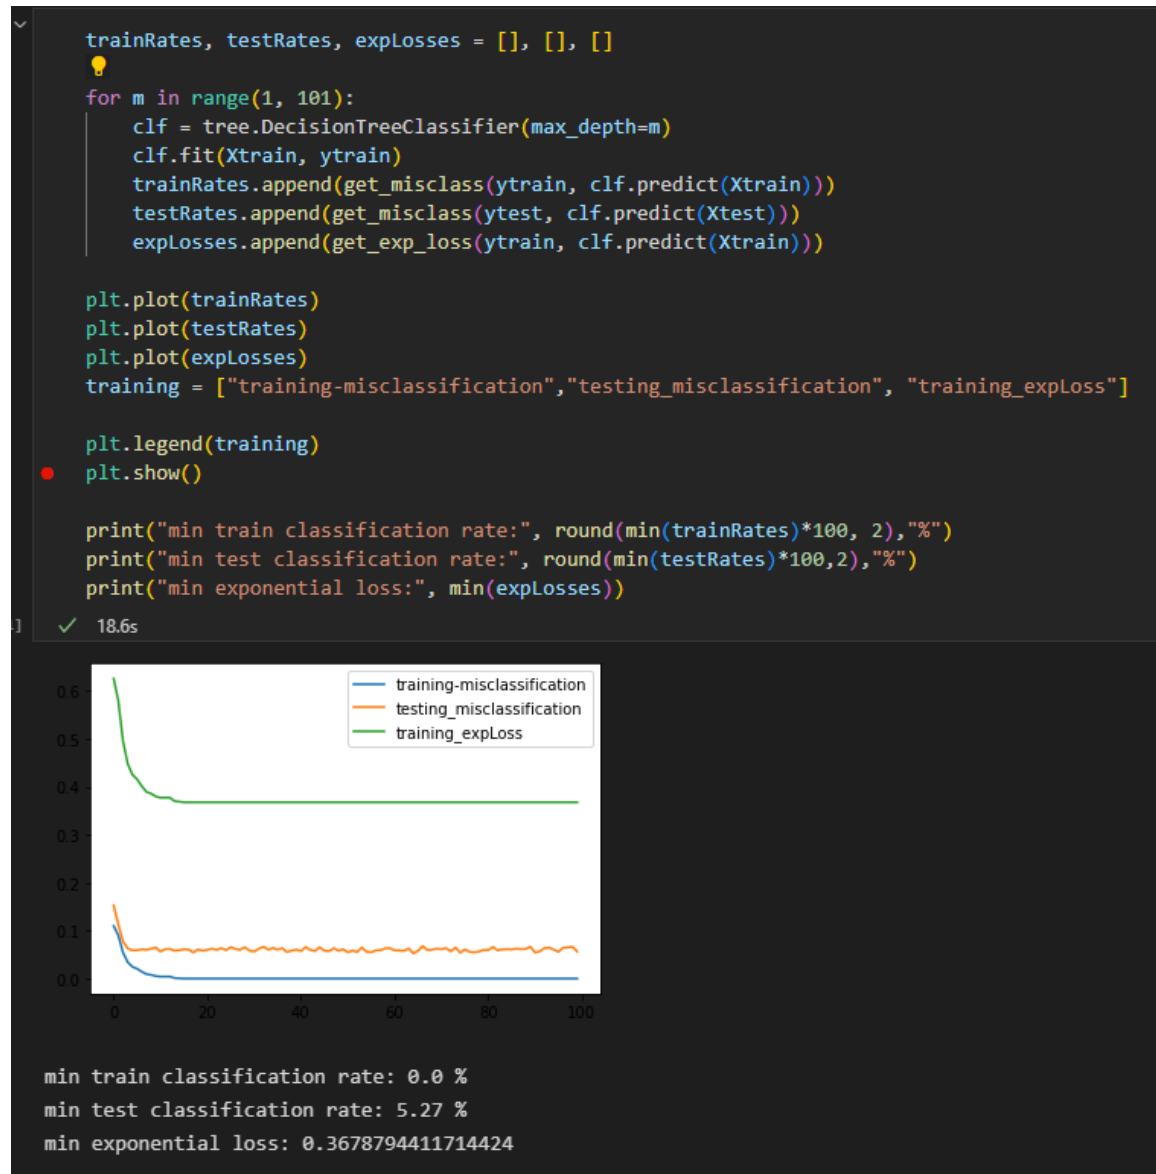 trainRates, testRates, expLosses = [], [], []
for m in range(1, 101):
clf = tree.DecisionTreeClassifier(max_depth=m)
clf.fit(Xtrain, ytrain)
trainRates.append(get_misclass(ytrain, clf.predict(Xtrain)))
testRates.append(get_misclass(ytest, clf.predict(Xtest)))
expLosses.append(get_exp_loss(ytrain, clf.predict(Xtrain)))
plt.plot(trainRates)
plt.plot(testRates)
plt.plot(expLosses)
training = ["training-misclassification","testing_misclassification", "training_expLoss"]
plt.legend(training)
plt.show()
print("min train classification rate:", round(min(trainRates)*100, 2),"%")
print("min test classification rate:", round(min(testRates)*100,2),"%")
print("min exponential loss:", min(expLosses))
18.6s
training-misclassification
testing_misclassification
training_expLoss
0.6
0.5
0.4
0.3
0.2
0.1
0.0
0 20 40 60 80 100
min train classification rate: 0.0 %
min test classification rate: 5.27 %
min exponential loss: 0.3678794411714424